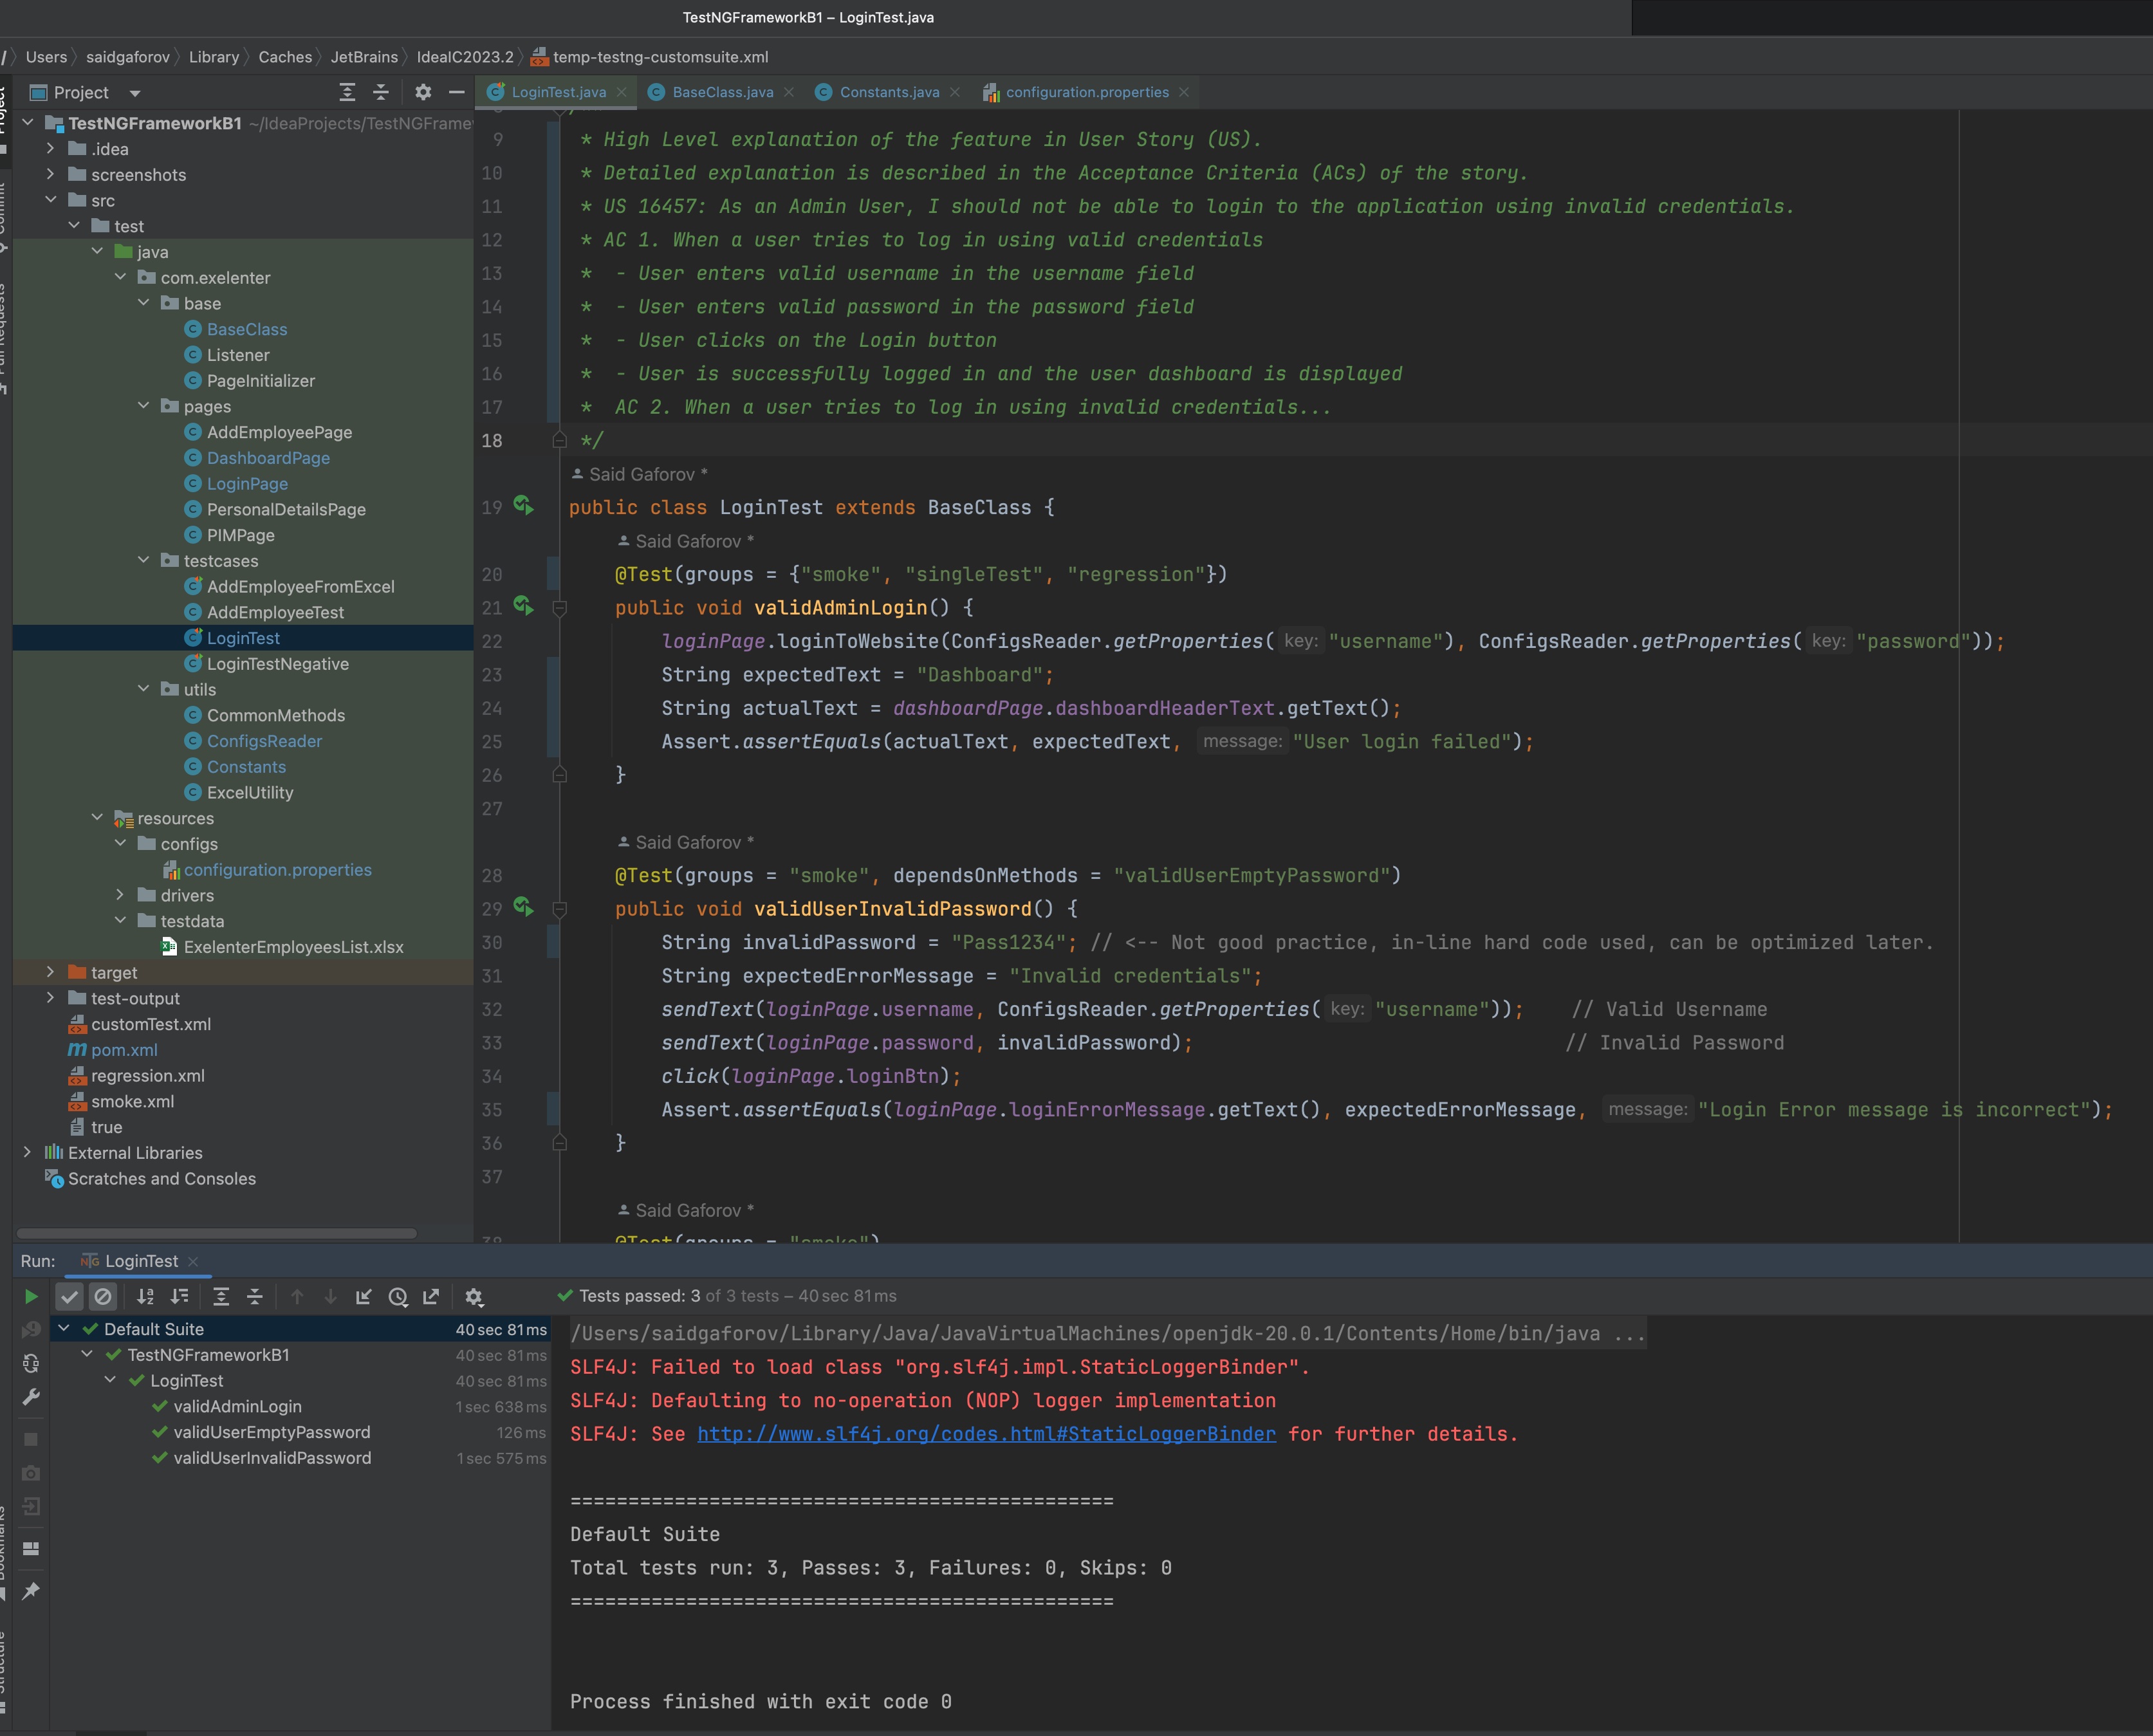 TestNGFrameworkB1 – LoginTest.java
/ Users saidgaforov Library Caches JetBrains IdeaIC2023.2 temp-testng-customsuite.xml
Project
LoginTest.java BaseClass.java Constants.java configuration.properties
TestNGFrameworkB1 ~/IdeaProjects/TestNGFrame
.idea
screenshots
src
test
java
com.exelenter
base
BaseClass
Listener
PageInitializer
pages
AddEmployeePage
DashboardPage
LoginPage
PersonalDetailsPage
PIMPage
testcases
AddEmployeeFromExcel
AddEmployeeTest
LoginTest
LoginTestNegative
utils
CommonMethods
ConfigsReader
Constants
ExcelUtility
resources
configs
configuration.properties
drivers
testdata
ExelenterEmployeesList.xlsx
target
test-output
customTest.xml
pom.xml
regression.xml
smoke.xml
true
External Libraries
Scratches and Consoles
9 * High Level explanation of the feature in User Story (US).
10 * Detailed explanation is described in the Acceptance Criteria (ACs) of the story.
11 * US 16457: As an Admin User, I should not be able to login to the application using invalid credentials.
12 * AC 1. When a user tries to log in using valid credentials
13 *  - User enters valid username in the username field
14 *  - User enters valid password in the password field
15 *  - User clicks on the Login button
16 *  - User is successfully logged in and the user dashboard is displayed
17 *  AC 2. When a user tries to log in using invalid credentials...
18 */
Said Gaforov *
19 public class LoginTest extends BaseClass {
Said Gaforov *
20 @Test(groups = {"smoke", "singleTest", "regression"})
21 public void validAdminLogin() {
22 loginPage.loginToWebsite(ConfigsReader.getProperties( key: "username"), ConfigsReader.getProperties( key: "password"));
23 String expectedText = "Dashboard";
24 String actualText = dashboardPage.dashboardHeaderText.getText();
25 Assert.assertEquals(actualText, expectedText, message: "User login failed");
26 }
27
Said Gaforov *
28 @Test(groups = "smoke", dependsOnMethods = "validUserEmptyPassword")
29 public void validUserInvalidPassword() {
30 String invalidPassword = "Pass1234"; // <-- Not good practice, in-line hard code used, can be optimized later.
31 String expectedErrorMessage = "Invalid credentials";
32 sendText(loginPage.username, ConfigsReader.getProperties( key: "username")); // Valid Username
33 sendText(loginPage.password, invalidPassword); // Invalid Password
34 click(loginPage.loginBtn);
35 Assert.assertEquals(loginPage.loginErrorMessage.getText(), expectedErrorMessage, message: "Login Error message is incorrect");
36 }
37
Said Gaforov *
38 @Test(groups = "smoke")
Run: LoginTest
Tests passed: 3 of 3 tests – 40 sec 81 ms
Default Suite 40 sec 81 ms
TestNGFrameworkB1 40 sec 81 ms
LoginTest 40 sec 81 ms
validAdminLogin 1 sec 638 ms
validUserEmptyPassword 126 ms
validUserInvalidPassword 1 sec 575 ms
/Users/saidgaforov/Library/Java/JavaVirtualMachines/openjdk-20.0.1/Contents/Home/bin/java ...
SLF4J: Failed to load class "org.slf4j.impl.StaticLoggerBinder".
SLF4J: Defaulting to no-operation (NOP) logger implementation
SLF4J: See http://www.slf4j.org/codes.html#StaticLoggerBinder for further details.
===============================================
Default Suite
Total tests run: 3, Passes: 3, Failures: 0, Skips: 0
===============================================
Process finished with exit code 0